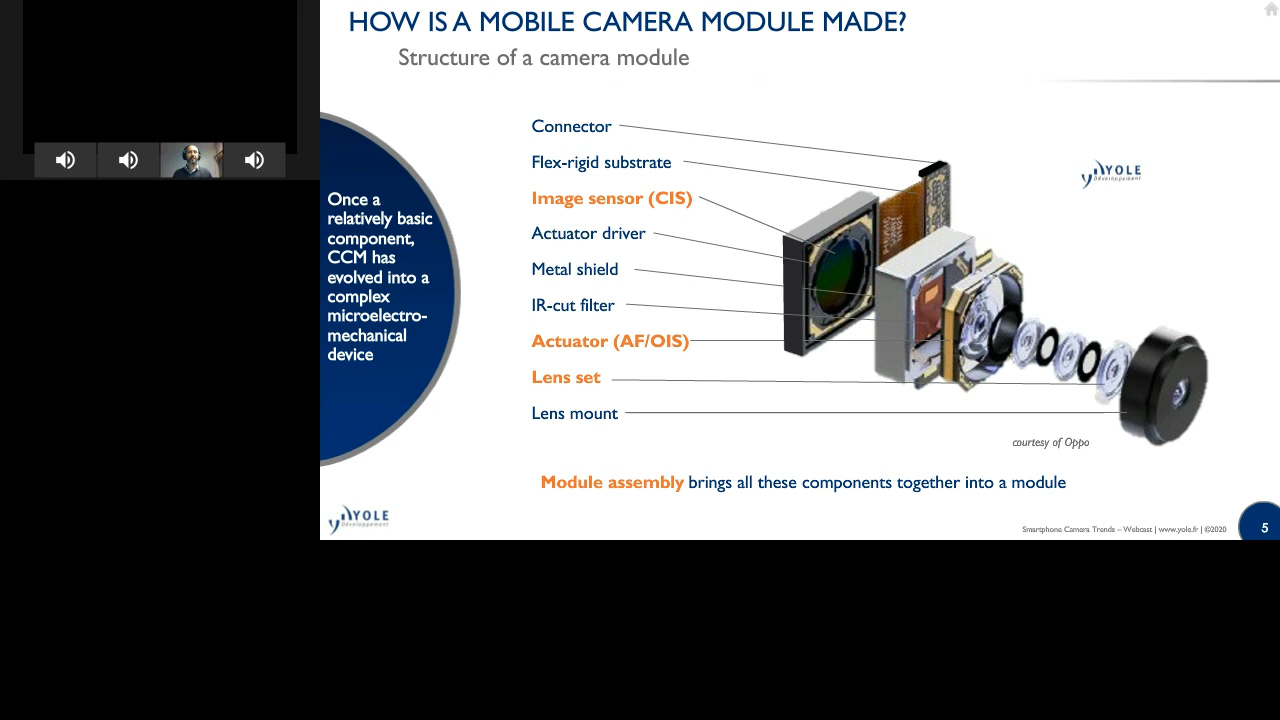 HOW IS A MOBILE CAMERA MODULE MADE?
Structure of a camera module
Once a
relatively basic
component,
CCM has
evolved into a
complex
microelectro-
mechanical
device
Connector
Flex-rigid substrate
Image sensor (CIS)
Actuator driver
Metal shield
IR-cut filter
Actuator (AF/OIS)
Lens set
Lens mount
YOLE
Développement
courtesy of Oppo
Module assembly brings all these components together into a module
YOLE
Développement
Smartphone Camera Trends – Webcast | www.yole.fr | ©2020
5